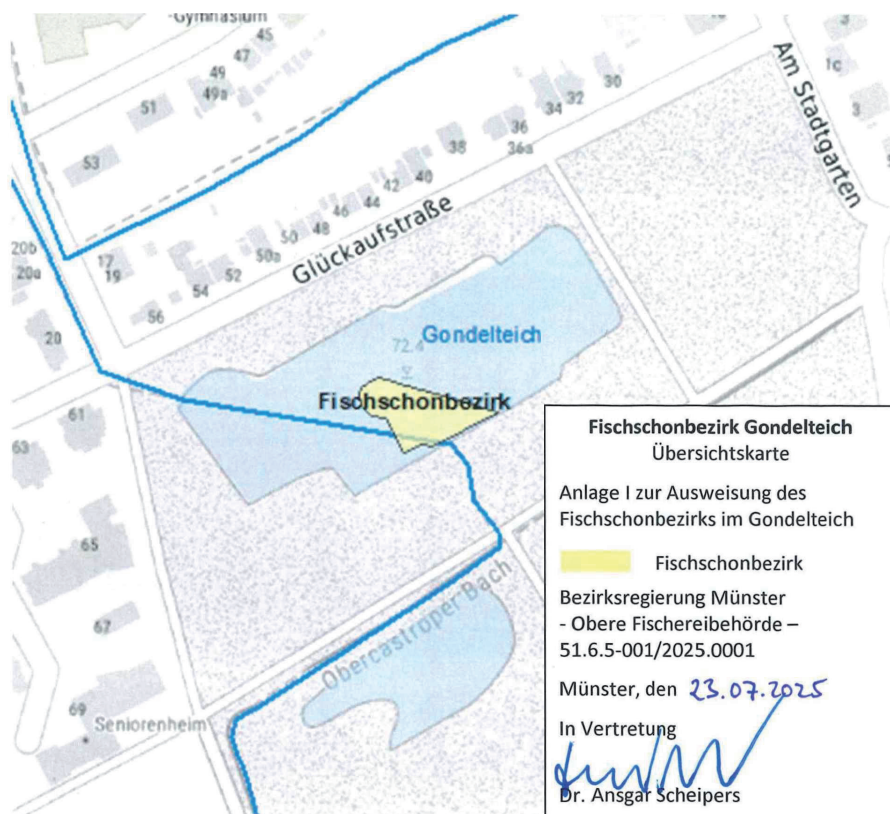 -Gymnasium
45
47
49
49a
51
53
30
32
34
36
36a
38
40
42
44
46
48
50
50a
52
54
56
17
19
20b
20a
20
3
1c
3
Am Stadtgarten
Glückaufstraße
Gondelteich
72.4
Fischschonbezirk
61
63
65
67
69
Seniorenheim
Obercastroper Bach
Fischschonbezirk Gondelteich
Übersichtskarte
Anlage I zur Ausweisung des
Fischschonbezirks im Gondelteich
Fischschonbezirk
Bezirksregierung Münster
- Obere Fischereibehörde –
51.6.5-001/2025.0001
Münster, den 23.07.2025
In Vertretung
Dr. Ansgar Scheipers